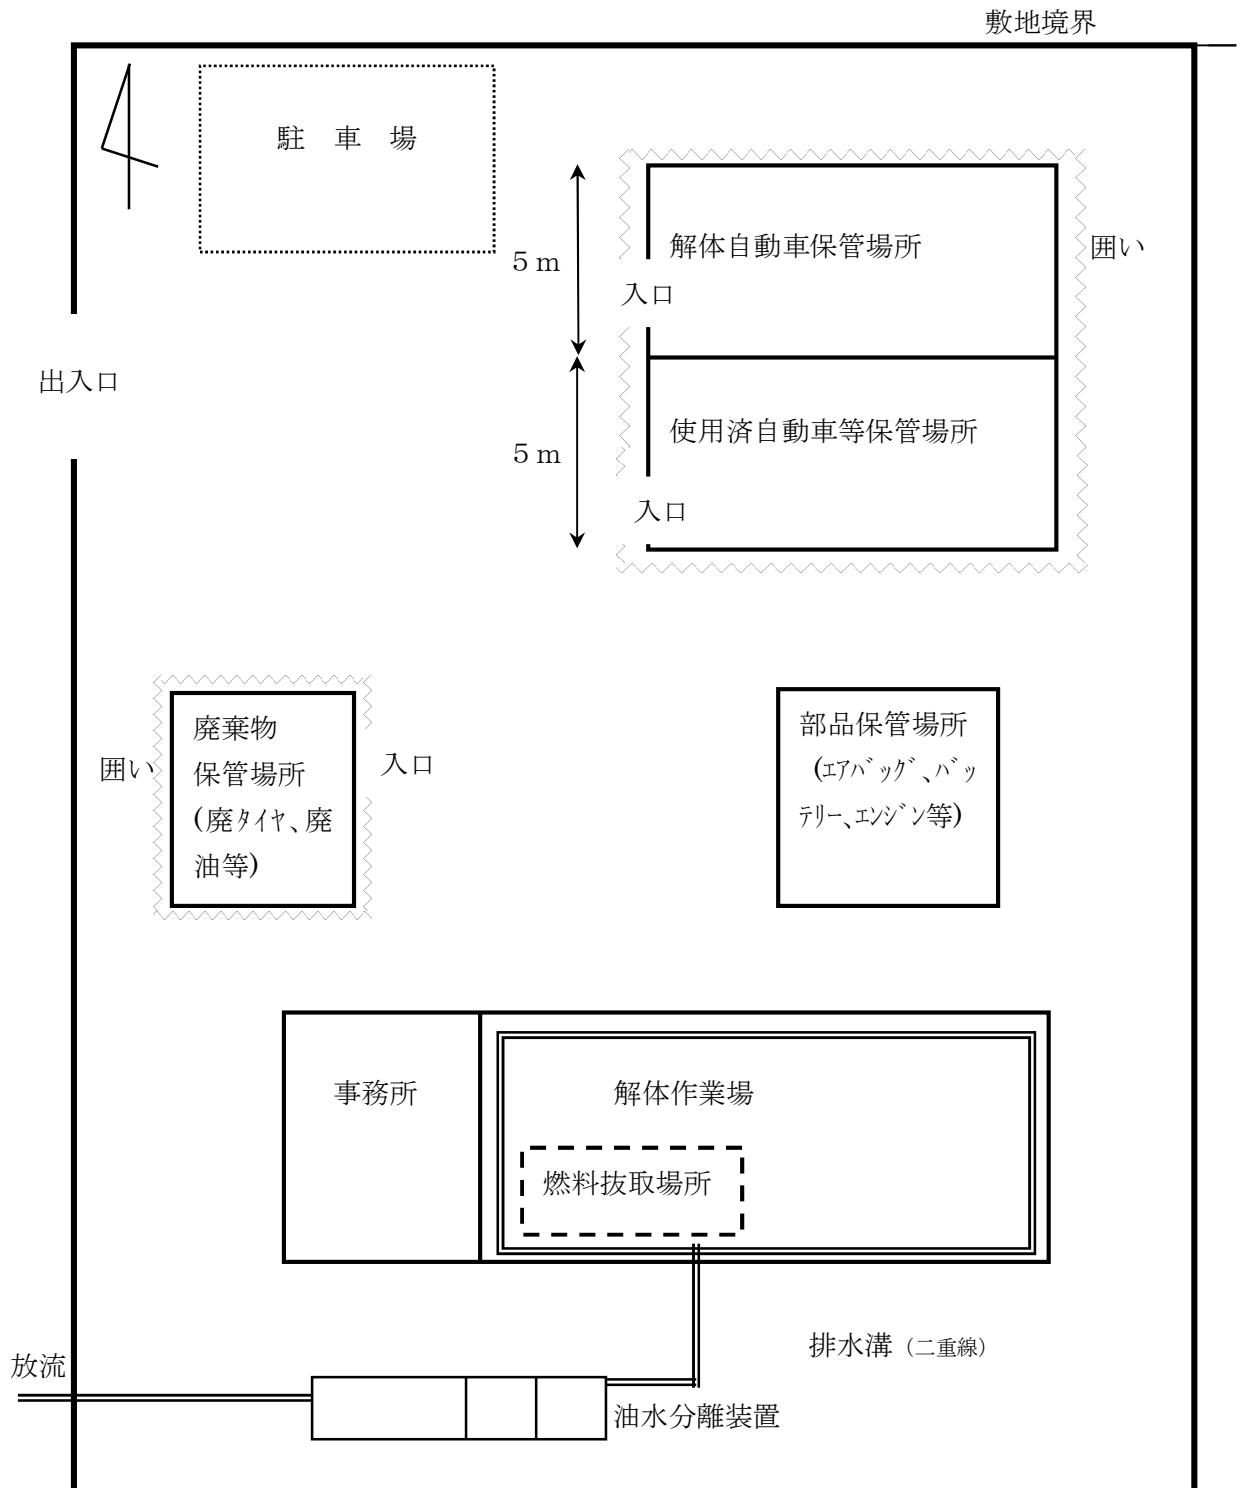 敷地境界
駐　車　場
解体自動車保管場所
囲い
５ｍ
入口
出入口
使用済自動車等保管場所
５ｍ
入口
廃棄物
保管場所
(廃ﾀｲﾔ、廃
油等)
囲い
入口
部品保管場所
(ｴｱﾊﾞｯｸﾞ、ﾊﾞｯ
ﾃﾘｰ、ｴﾝｼﾞﾝ等)
事務所
解体作業場
燃料抜取場所
排水溝（二重線）
放流
油水分離装置